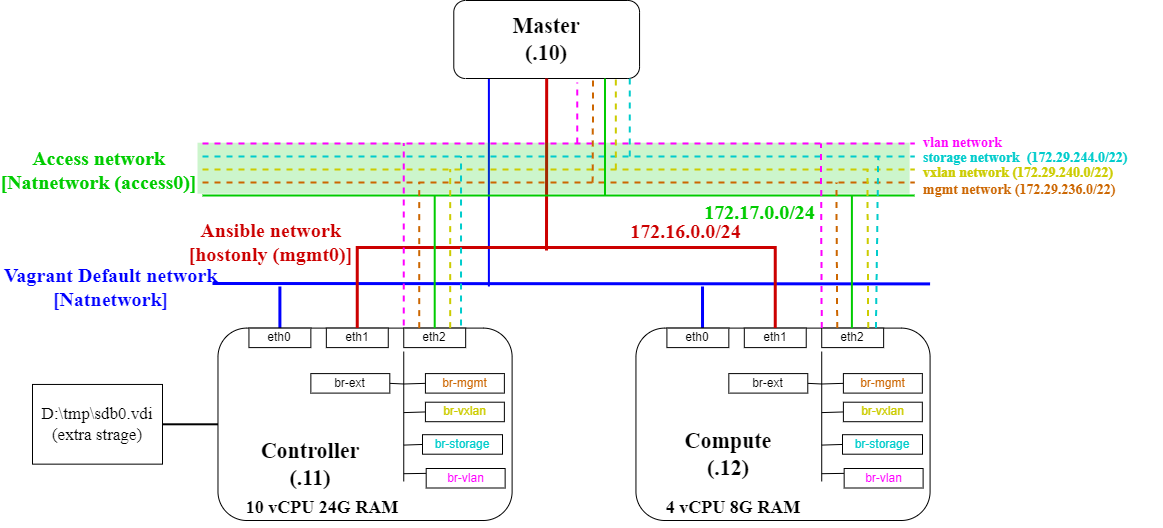 Master
(.10)
vlan network
Access network
[Natnetwork (access0)]
storage network (172.29.244.0/22)
vxlan network (172.29.240.0/22)
mgmt network (172.29.236.0/22)
172.17.0.0/24
Ansible network
[hostonly (mgmt0)]
172.16.0.0/24
Vagrant Default network
[Natnetwork]
eth0
eth1
eth2
eth0
eth1
eth2
br-ext
br-mgmt
br-vxlan
br-storage
br-vlan
br-ext
br-mgmt
br-vxlan
br-storage
br-vlan
D:\tmp\sdb0.vdi
(extra strage)
Controller
(.11)
10 vCPU 24G RAM
Compute
(.12)
4 vCPU 8G RAM